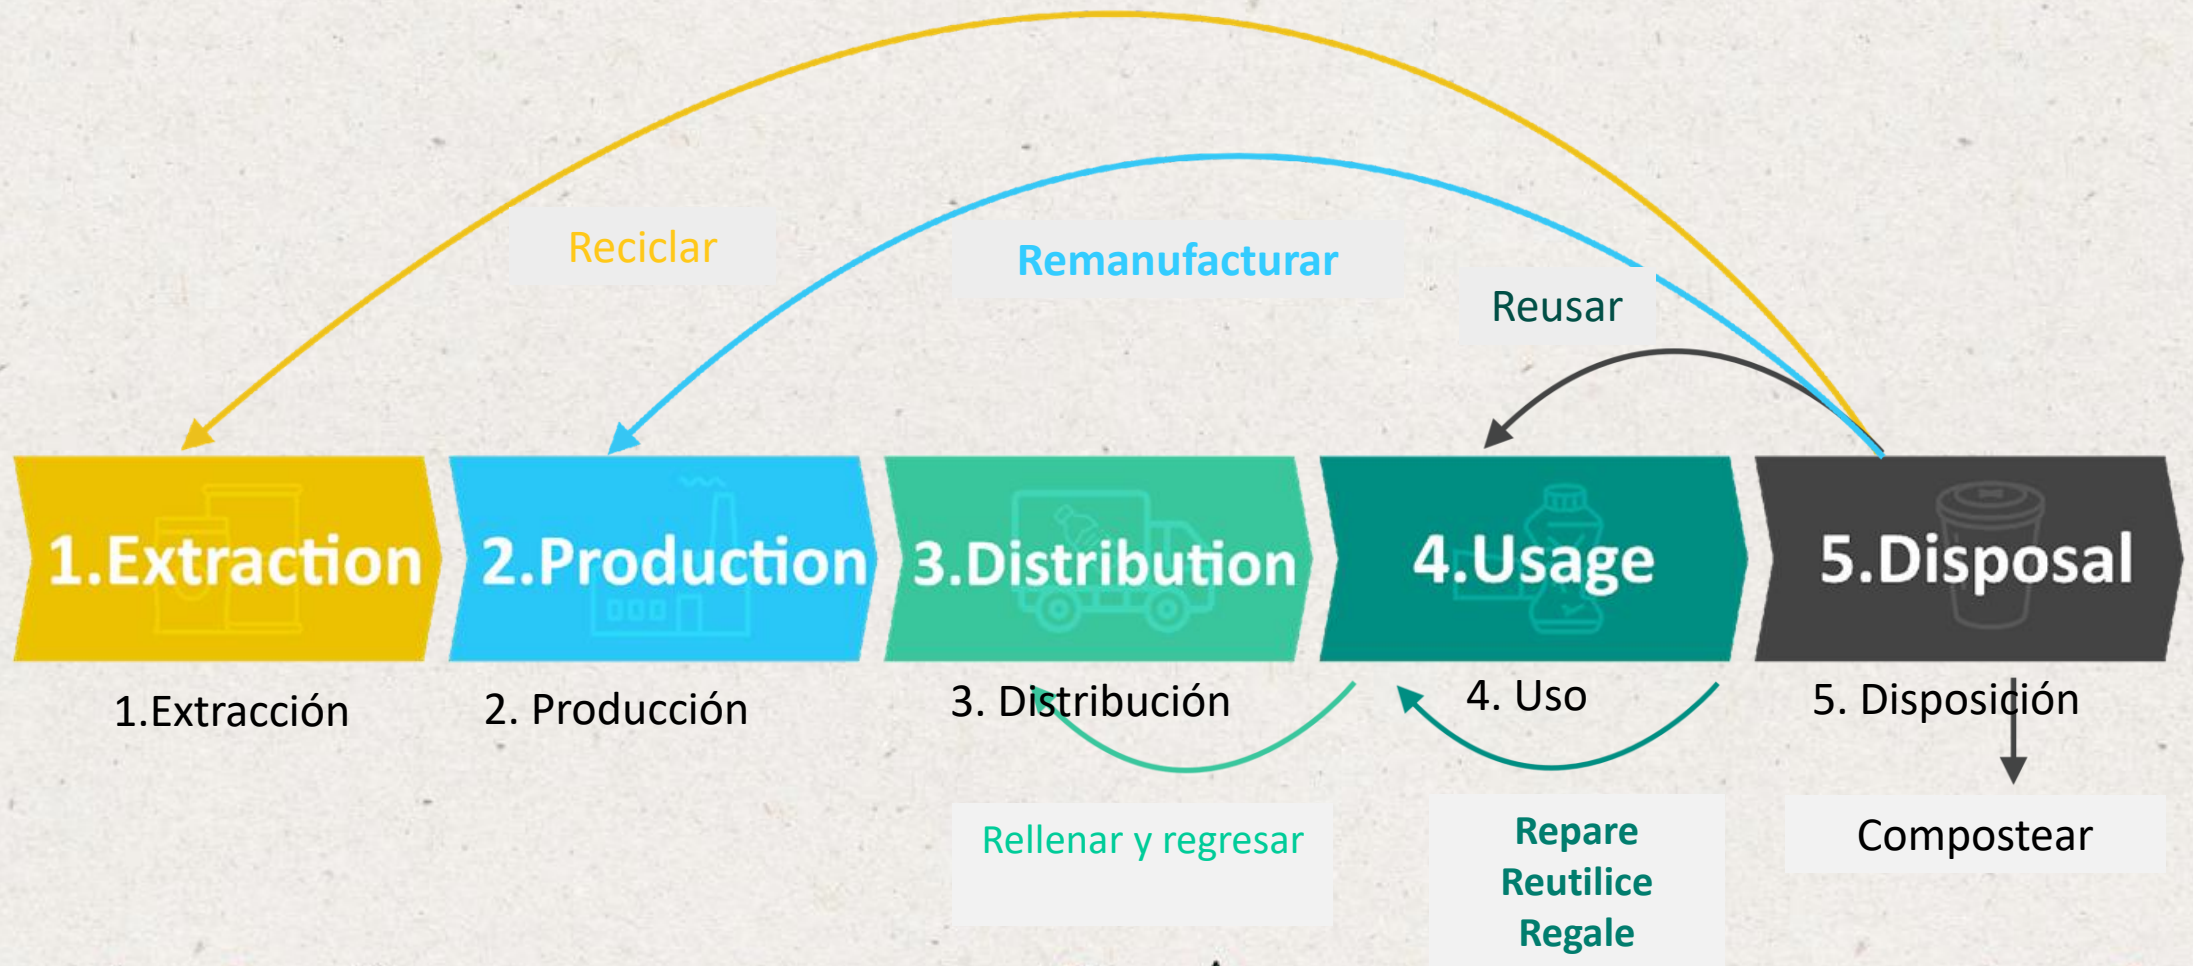 Reciclar
Remanufacturar
Reusar
1.Extraction
2.Production
3.Distribution
4.Usage
5.Disposal
1.Extracción
2. Producción
3. Distribución
4. Uso
5. Disposición
Rellenar y regresar
Repare
Reutilice
Regale
Compostear